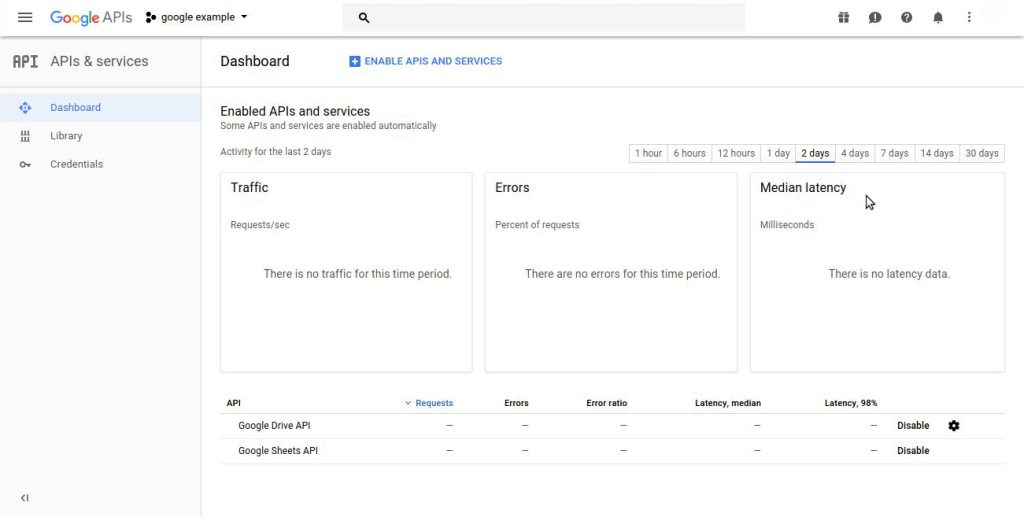 Google APIs google example
API APIs & services Dashboard ENABLE APIS AND SERVICES
Dashboard
Library
Credentials
Enabled APIs and services
Some APIs and services are enabled automatically
Activity for the last 2 days 1 hour 6 hours 12 hours 1 day 2 days 4 days 7 days 14 days 30 days
Traffic
Requests/sec
There is no traffic for this time period.
Errors
Percent of requests
There are no errors for this time period.
Median latency
Milliseconds
There is no latency data.
API Requests Errors Error ratio Latency, median Latency, 98%
Google Drive API – – – – – Disable
Google Sheets API – – – – – Disable